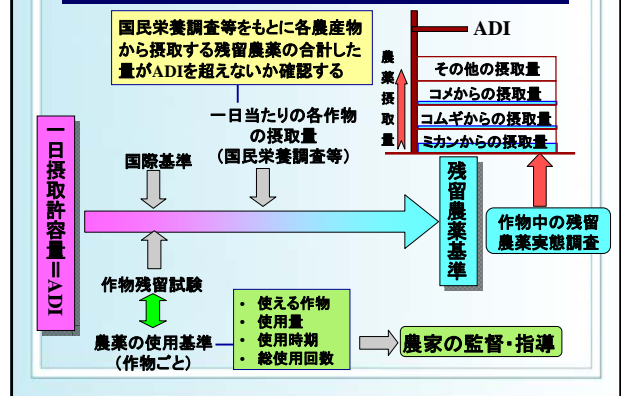 国民栄養調査等をもとに各農産物
から摂取する残留農薬の合計した
量がADIを超えないか確認する
ADI
農薬摂取量
その他の摂取量
コメからの摂取量
コムギからの摂取量
ミカンからの摂取量
一日当たりの各作物
の摂取量
（国民栄養調査等）
国際基準
一日摂取許容量＝ADI
残留農薬基準
作物中の残留
農薬実態調査
作物残留試験
農薬の使用基準
（作物ごと）
• 使える作物
• 使用量
• 使用時期
• 総使用回数
農家の監督・指導